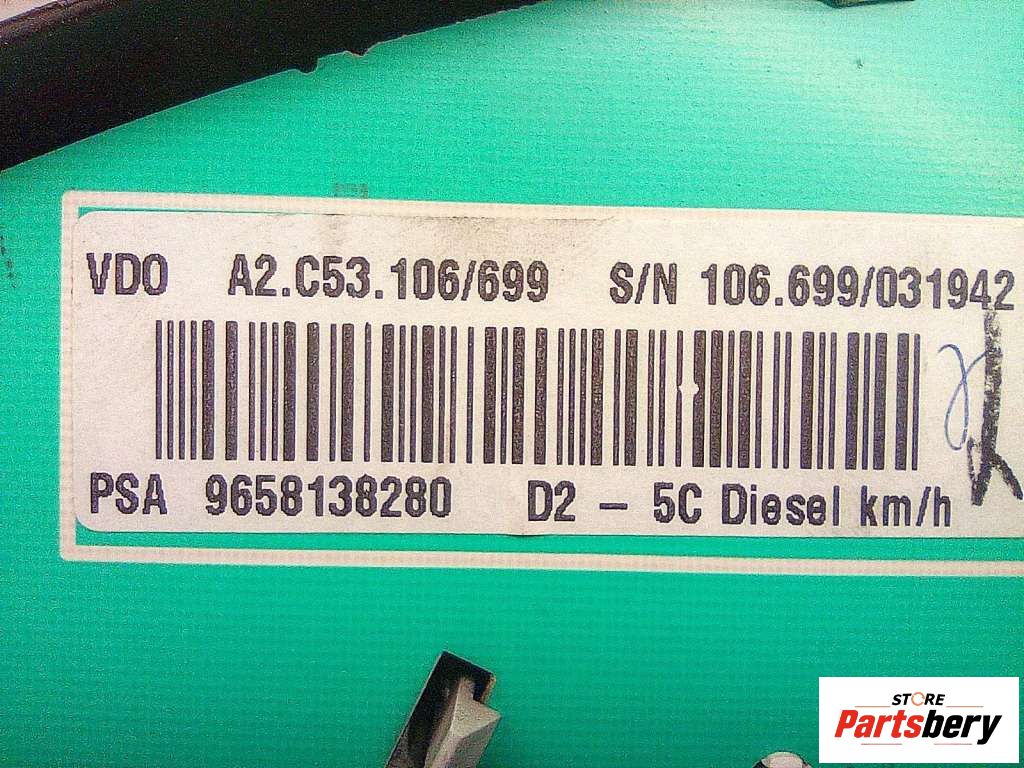 VDO A2.C53.106/699 S/N 106.699/031942
PSA 9658138280 D2 - 5C Diesel km/h
STORE
Partsbery